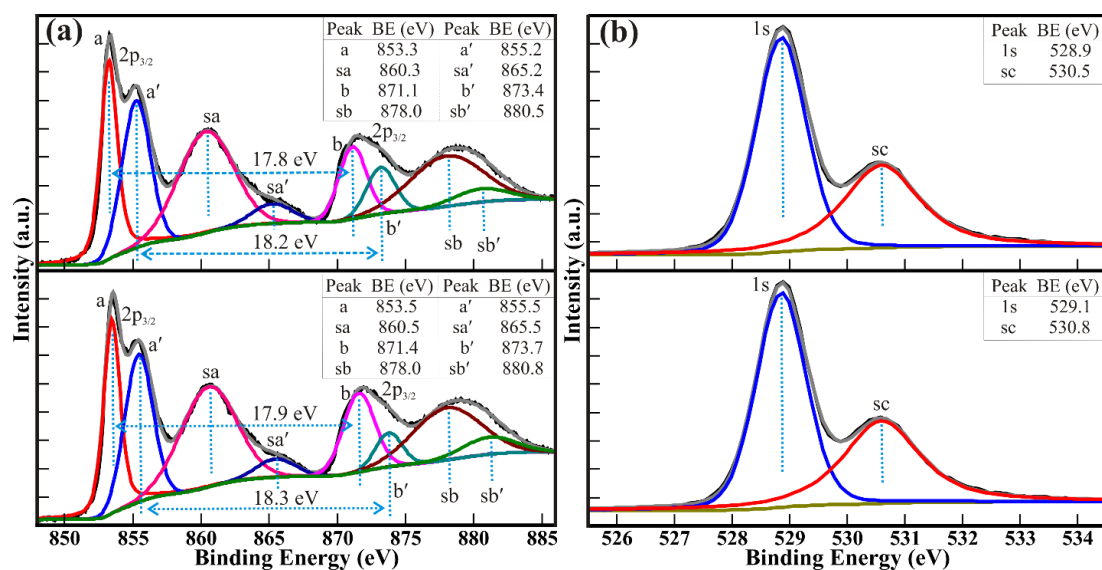 (a)
a
2p3/2
a′
sa
17.8 eV
sa′
b
2p3/2
b′
sb
sb′
18.2 eV
Peak BE (eV) Peak BE (eV)
a 853.3 a′ 855.2
sa 860.3 sa′ 865.2
b 871.1 b′ 873.4
sb 878.0 sb′ 880.5
Intensity (a.u.)
a
2p3/2
a′
sa
17.9 eV
sa′
b
2p3/2
b′
sb
sb′
18.3 eV
Peak BE (eV) Peak BE (eV)
a 853.5 a′ 855.5
sa 860.5 sa′ 865.5
b 871.4 b′ 873.7
sb 878.0 sb′ 880.8
Intensity (a.u.)
850 855 860 865 870 875 880 885
Binding Energy (eV)
(b)
1s
sc
Peak BE (eV)
1s 528.9
sc 530.5
Intensity (a.u.)
1s
sc
Peak BE (eV)
1s 529.1
sc 530.8
Intensity (a.u.)
526 527 528 529 530 531 532 533 534
Binding Energy (eV)